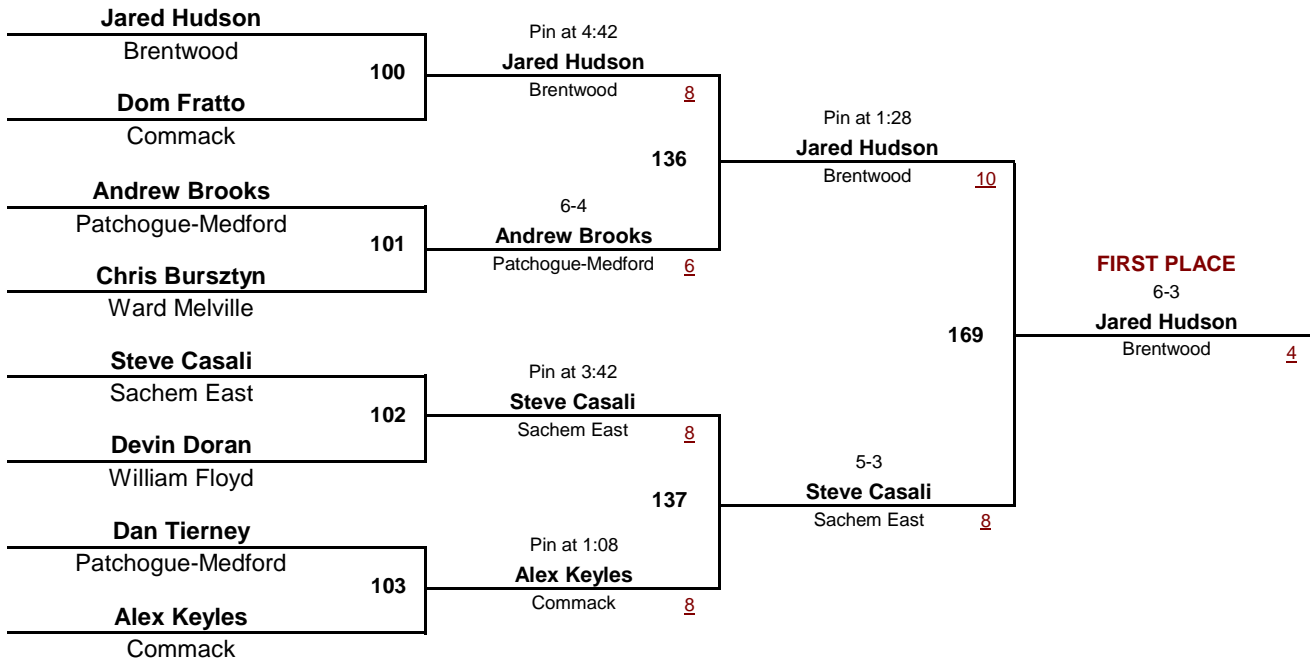 Jared Hudson
Brentwood
100
Dom Fratto
Commack
Andrew Brooks
Patchogue-Medford
101
Chris Bursztyn
Ward Melville
Steve Casali
Sachem East
102
Devin Doran
William Floyd
Dan Tierney
Patchogue-Medford
103
Alex Keyles
Commack
Pin at 4:42
Jared Hudson
Brentwood 8
136
6-4
Andrew Brooks
Patchogue-Medford 6
Pin at 3:42
Steve Casali
Sachem East 8
137
Pin at 1:08
Alex Keyles
Commack 8
Pin at 1:28
Jared Hudson
Brentwood 10
169
5-3
Steve Casali
Sachem East 8
FIRST PLACE
6-3
Jared Hudson
Brentwood 4